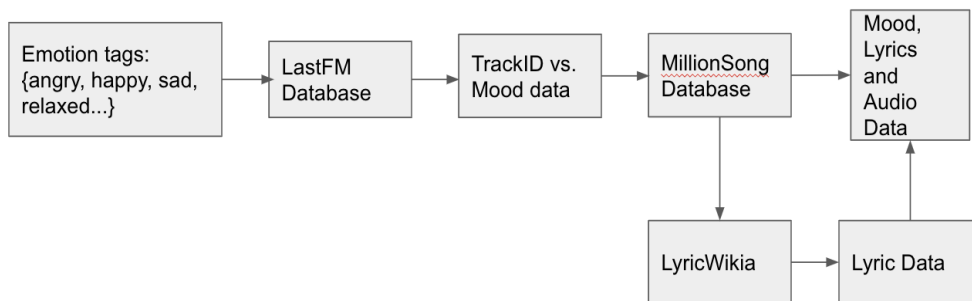 Emotion tags:
{angry, happy, sad,
relaxed...}
LastFM
Database
TrackID vs.
Mood data
MillionSong
Database
Mood,
Lyrics
and
Audio
Data
LyricWikia
Lyric Data